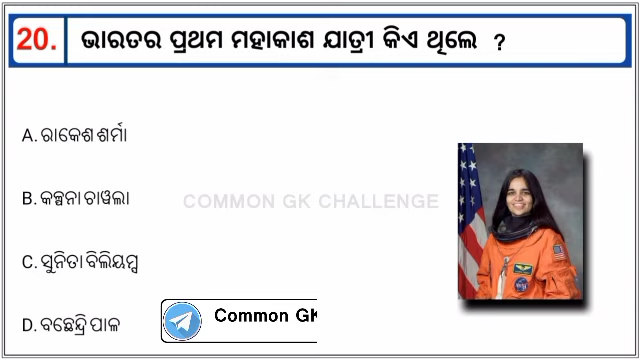 20. ଭାରତର ପ୍ରଥମ ମହାକାଶ ଯାତ୍ରୀ କିଏ ଥିଲେ ?
A. ରାକେଶ ଶର୍ମା
B. କଳ୍ପନା ଚାୱଲା
COMMON GK CHALLENGE
C. ସୁନିତା ବିଲିୟମ୍ସ
D. ବଛେନ୍ଦ୍ରି ପାଳ
Common GK